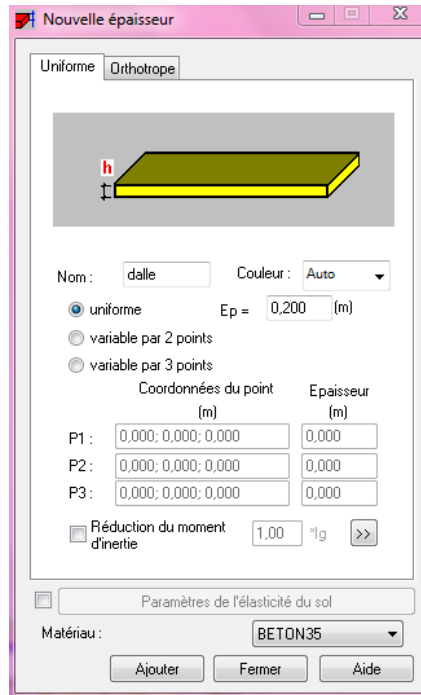 Nouvelle épaisseur
Uniforme Orthotrope
h
Nom : dalle Couleur : Auto
uniforme Ep = 0,200 (m)
variable par 2 points
variable par 3 points
Coordonnées du point Epaisseur
(m) (m)
P1 : 0,000; 0,000; 0,000 0,000
P2 : 0,000; 0,000; 0,000 0,000
P3 : 0,000; 0,000; 0,000 0,000
Réduction du moment
d'inertie 1,00 *Ig >>
Paramètres de l'élasticité du sol
Matériau : BETON35
Ajouter Fermer Aide